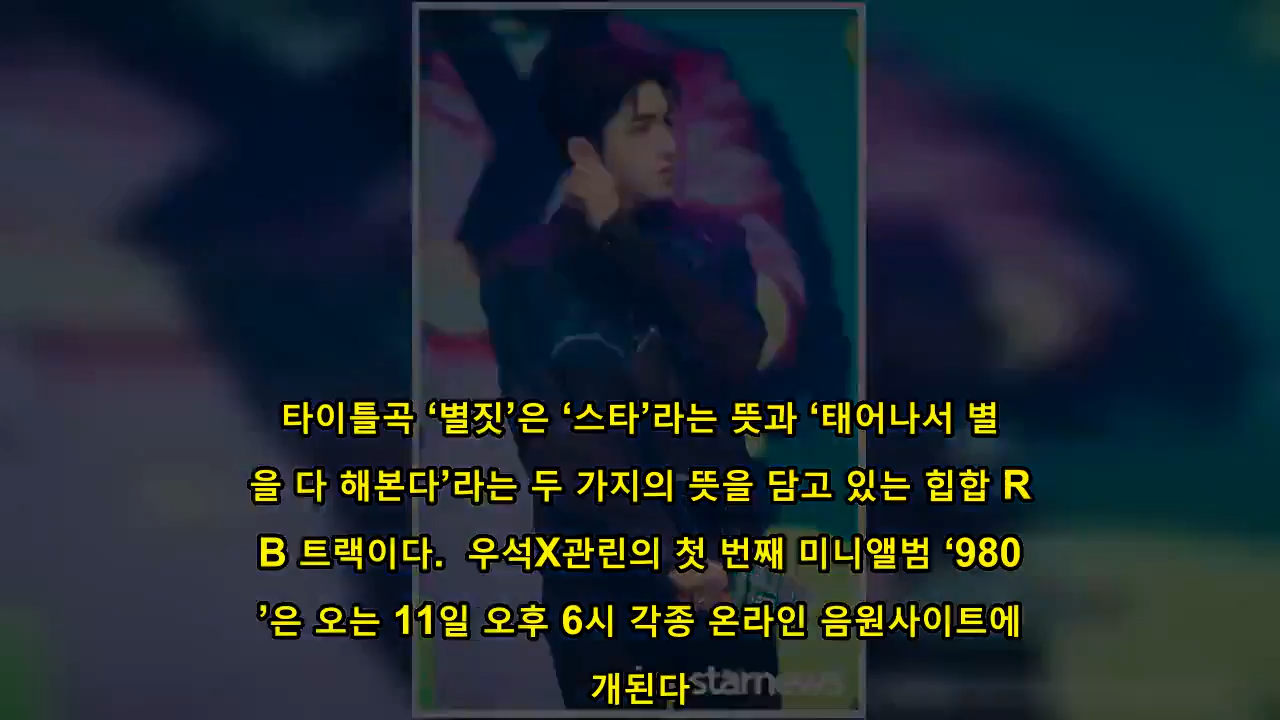 타이틀곡 ‘별짓’은 ‘스타’라는 뜻과 ‘태어나서 별
을 다 해본다’라는 두 가지의 뜻을 담고 있는 힙합 R
B 트랙이다.  우석X관린의 첫 번째 미니앨범 ‘980
’은 오는 11일 오후 6시 각종 온라인 음원사이트에
개된다
starnews